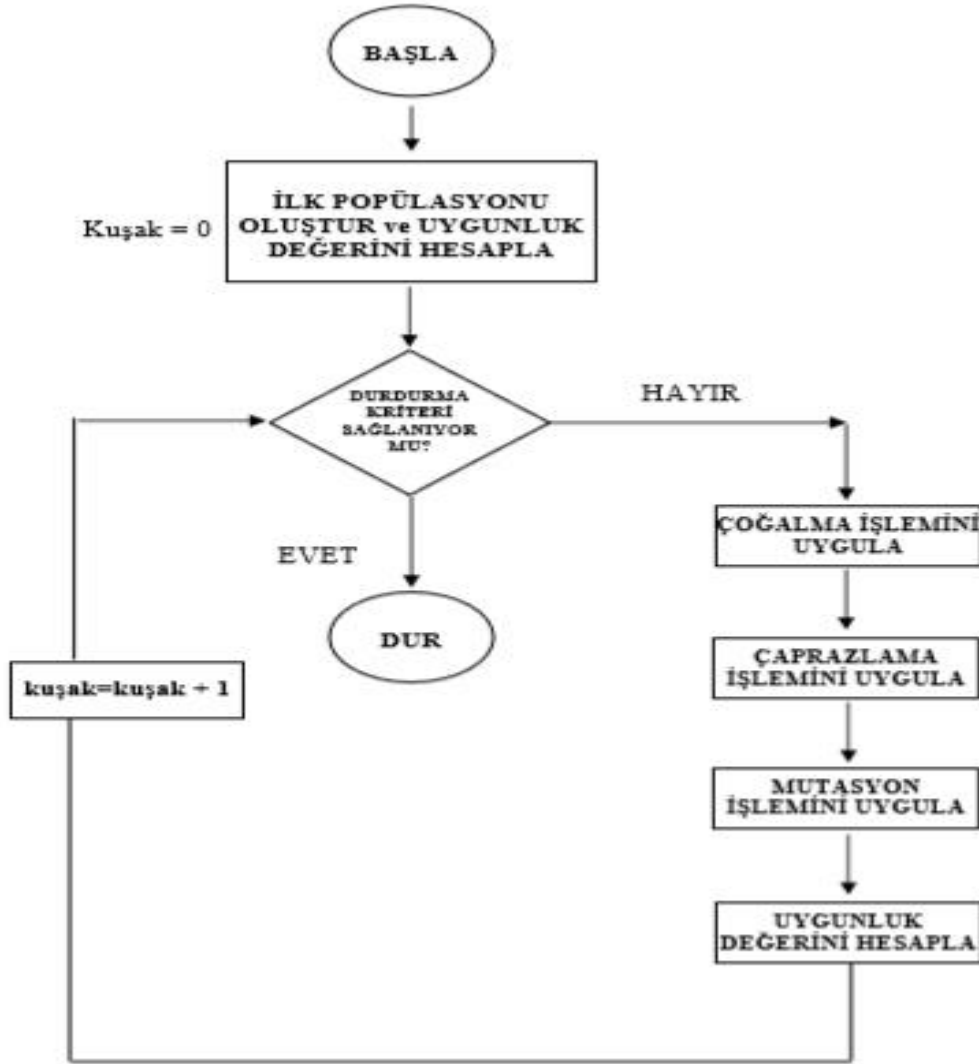 BAŞLA
Kuşak = 0
İLK POPÜLASYONU
OLUŞTUR ve UYGUNLUK
DEĞERİNİ HESAPLA
DURDURMA
KRİTERİ
SAĞLANIYOR
MU?
HAYIR
EVET
DUR
ÇOĞALMA İŞLEMİNİ
UYGULA
ÇAPRAZLAMA
İŞLEMİNİ UYGULA
MUTASYON
İŞLEMİNİ UYGULA
UYGUNLUK
DEĞERİNİ HESAPLA
kuşak=kuşak + 1